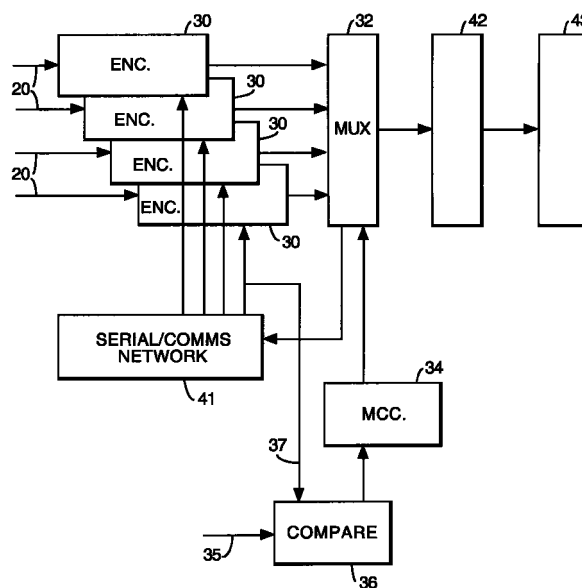 30 32 42 43
ENC.
20
30
ENC.
MUX
30
ENC.
20
ENC.
30
SERIAL/COMMS
NETWORK
41
34
MCC.
37
COMPARE
35
36